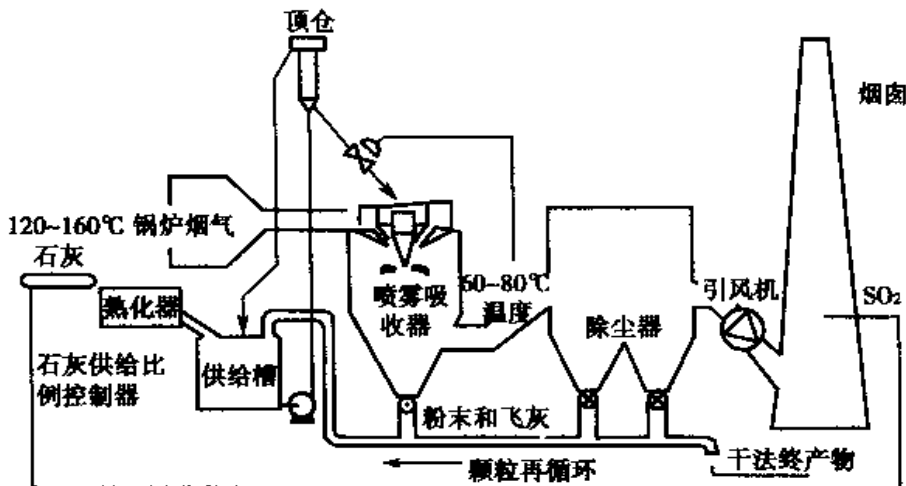 顶仓
烟囱
120~160℃ 锅炉烟气
石灰
熟化器
60~80℃
温度
喷雾吸
收器
引风机
SO₂
除尘器
石灰供给比
例控制器
供给槽
粉末和飞灰
干法终产物
颗粒再循环